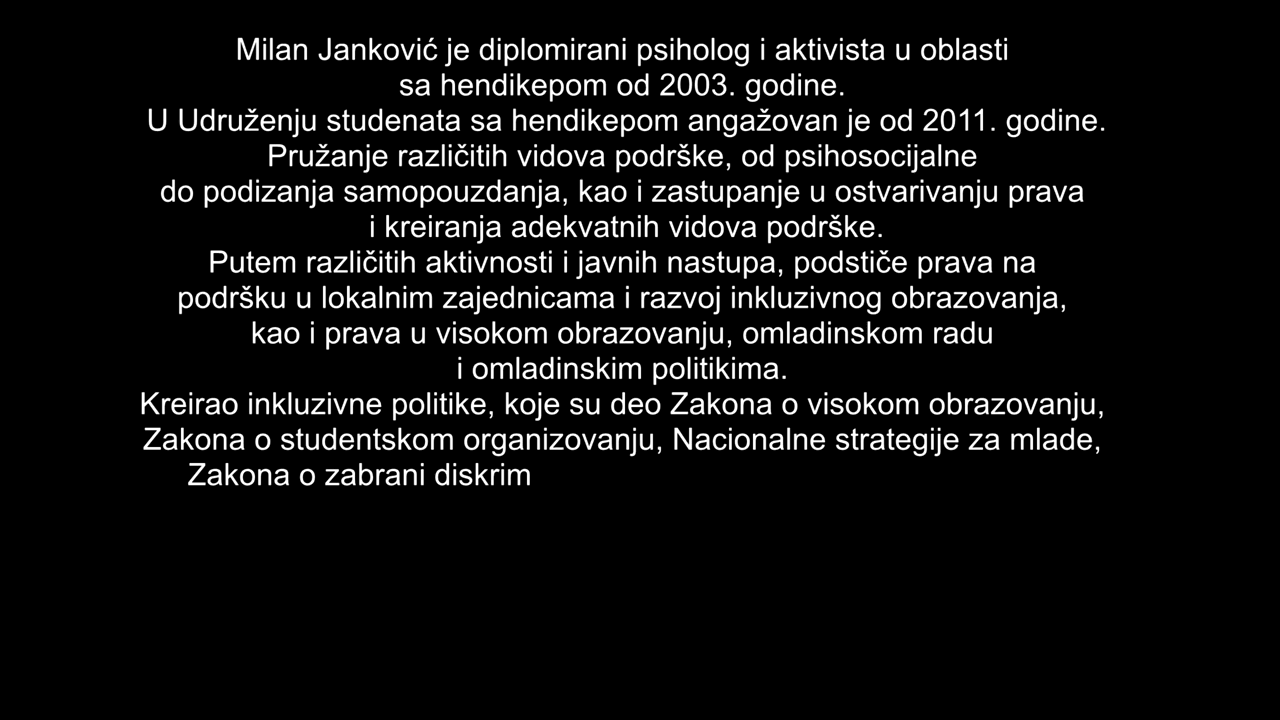 Milan Janković je diplomirani psiholog i aktivista u oblasti
sa hendikepom od 2003. godine.
U Udruženju studenata sa hendikepom angažovan je od 2011. godine.
Pružanje različitih vidova podrške, od psihosocijalne
do podizanja samopouzdanja, kao i zastupanje u ostvarivanju prava
i kreiranja adekvatnih vidova podrške.
Putem različitih aktivnosti i javnih nastupa, podstiče prava na
podršku u lokalnim zajednicama i razvoj inkluzivnog obrazovanja,
kao i prava u visokom obrazovanju, omladinskom radu
i omladinskim politikima.
Kreirao inkluzivne politike, koje su deo Zakona o visokom obrazovanju,
Zakona o studentskom organizovanju, Nacionalne strategije za mlade,
Zakona o zabrani diskrim